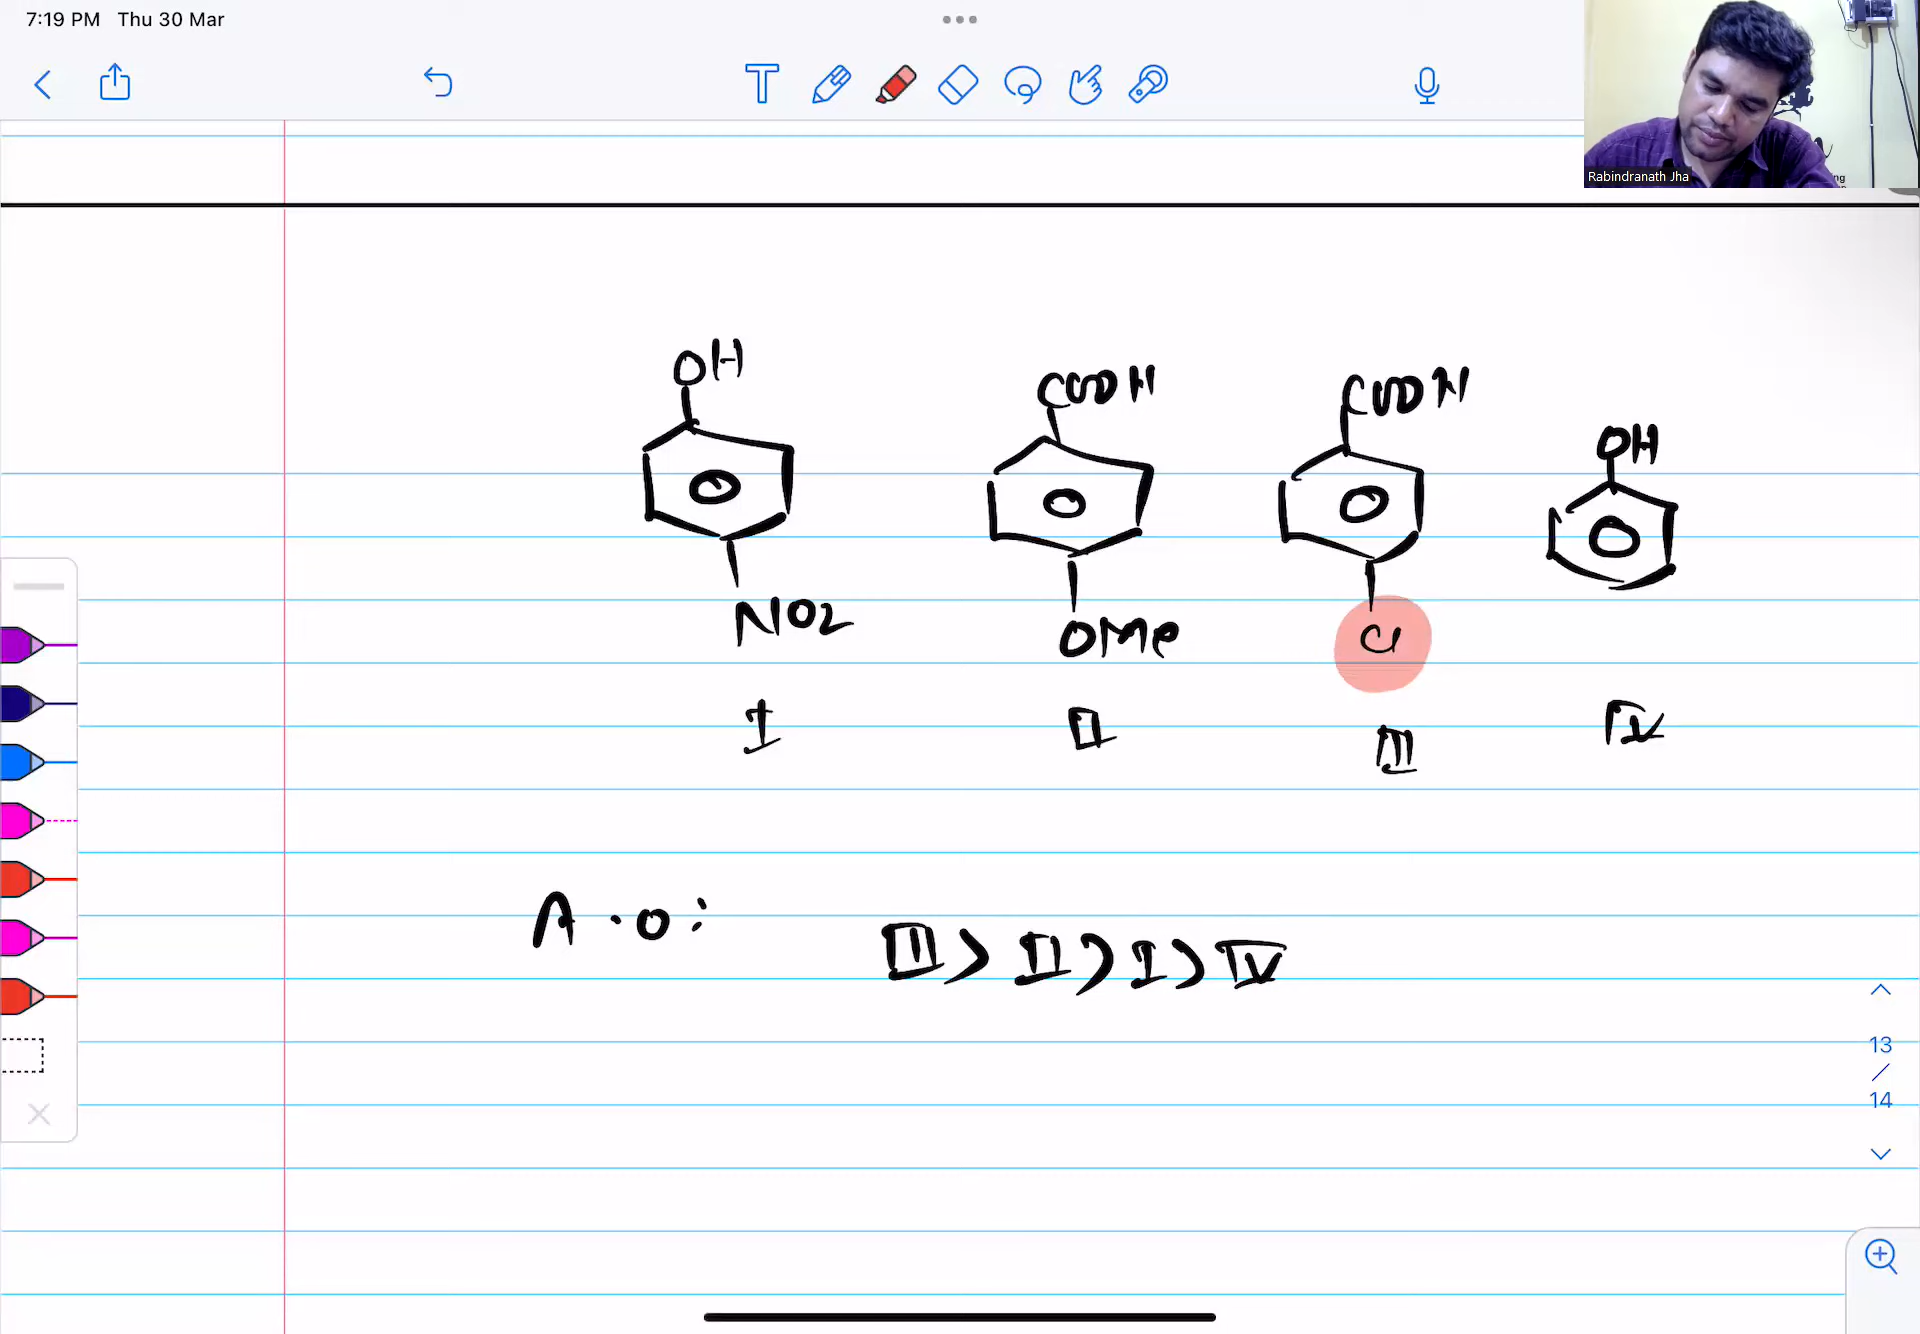 7:19 PM Thu 30 Mar
Rabindranath Jha
OH COOH COOH OH
NO2 OMe Cl
I II III IV
A.O:
III > II > I > IV
13
/
14